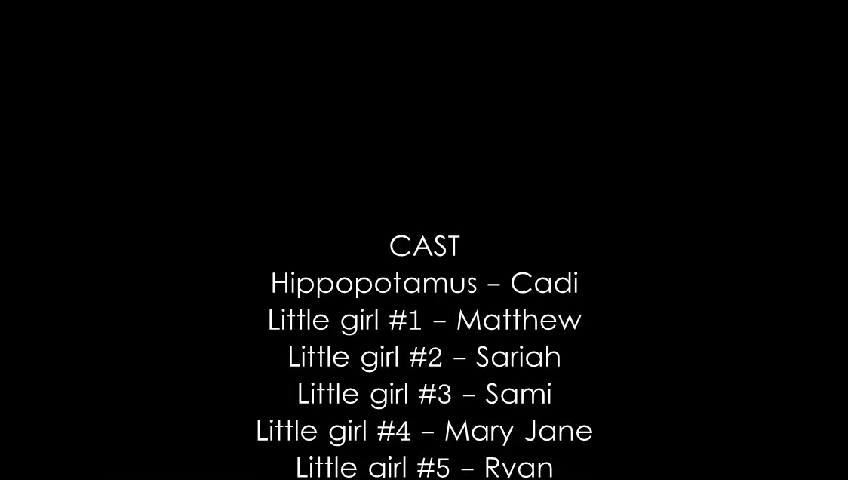 CAST
Hippopotamus – Cadi
Little girl #1 – Matthew
Little girl #2 – Sariah
Little girl #3 – Sami
Little girl #4 – Mary Jane
Little girl #5 – Ryan